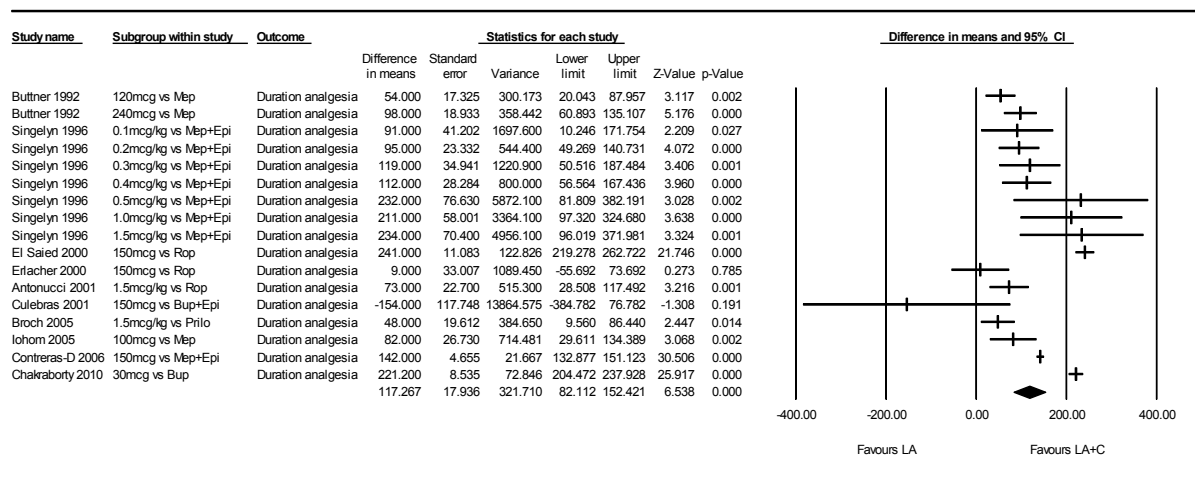 Study name Subgroup within study Outcome Statistics for each study Difference in means and 95% CI
Difference in means Standard error Variance Lower limit Upper limit Z-Value p-Value
Buttner 1992 120mcg vs Mep Duration analgesia 54.000 17.325 300.173 20.043 87.957 3.117 0.002
Buttner 1992 240mcg vs Mep Duration analgesia 98.000 18.933 358.442 60.893 135.107 5.176 0.000
Singelyn 1996 0.1mcg/kg vs Mep+Epi Duration analgesia 91.000 41.202 1697.600 10.246 171.754 2.209 0.027
Singelyn 1996 0.2mcg/kg vs Mep+Epi Duration analgesia 95.000 23.332 544.400 49.269 140.731 4.072 0.000
Singelyn 1996 0.3mcg/kg vs Mep+Epi Duration analgesia 119.000 34.941 1220.900 50.516 187.484 3.406 0.001
Singelyn 1996 0.4mcg/kg vs Mep+Epi Duration analgesia 112.000 28.284 800.000 56.564 167.436 3.960 0.000
Singelyn 1996 0.5mcg/kg vs Mep+Epi Duration analgesia 232.000 76.630 5872.100 81.809 382.191 3.028 0.002
Singelyn 1996 1.0mcg/kg vs Mep+Epi Duration analgesia 211.000 58.001 3364.100 97.320 324.680 3.638 0.000
Singelyn 1996 1.5mcg/kg vs Mep+Epi Duration analgesia 234.000 70.400 4956.100 96.019 371.981 3.324 0.001
El Saied 2000 150mcg vs Rop Duration analgesia 241.000 11.083 122.826 219.278 262.722 21.746 0.000
Erlacher 2000 150mcg vs Rop Duration analgesia 9.000 33.007 1089.450 -55.692 73.692 0.273 0.785
Antonucci 2001 1.5mcg/kg vs Rop Duration analgesia 73.000 22.700 515.300 28.508 117.492 3.216 0.001
Culebras 2001 150mcg vs Bup+Epi Duration analgesia -154.000 117.748 13864.575 -384.782 76.782 -1.308 0.191
Broch 2005 1.5mcg/kg vs Prilo Duration analgesia 48.000 19.612 384.650 9.560 86.440 2.447 0.014
Iohom 2005 100mcg vs Mep Duration analgesia 82.000 26.730 714.481 29.611 134.389 3.068 0.002
Contreras-D 2006 150mcg vs Mep+Epi Duration analgesia 142.000 4.655 21.667 132.877 151.123 30.506 0.000
Chakraborty 2010 30mcg vs Bup Duration analgesia 221.200 8.535 72.846 204.472 237.928 25.917 0.000
117.267 17.936 321.710 82.112 152.421 6.538 0.000
-400.00 -200.00 0.00 200.00 400.00
Favours LA Favours LA+C